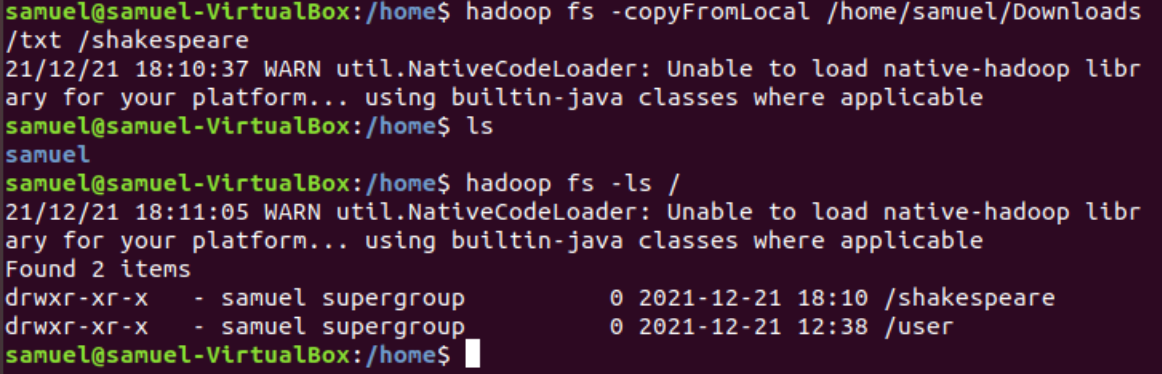 samuel@samuel-VirtualBox:/home$ hadoop fs -copyFromLocal /home/samuel/Downloads
/txt /shakespeare
21/12/21 18:10:37 WARN util.NativeCodeLoader: Unable to load native-hadoop libr
ary for your platform... using builtin-java classes where applicable
samuel@samuel-VirtualBox:/home$ ls
samuel
samuel@samuel-VirtualBox:/home$ hadoop fs -ls /
21/12/21 18:11:05 WARN util.NativeCodeLoader: Unable to load native-hadoop libr
ary for your platform... using builtin-java classes where applicable
Found 2 items
drwxr-xr-x   - samuel supergroup          0 2021-12-21 18:10 /shakespeare
drwxr-xr-x   - samuel supergroup          0 2021-12-21 12:38 /user
samuel@samuel-VirtualBox:/home$